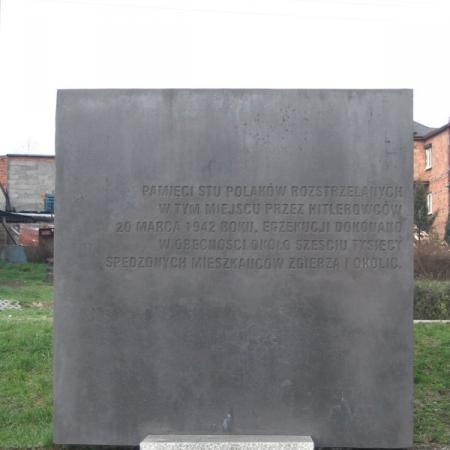 PAMIĘCI STU POLAKÓW ROZSTRZELANYCH
W TYM MIEJSCU PRZEZ HITLEROWCÓW
20 MARCA 1942 ROKU. EGZEKUCJI DOKONANO
W OBECNOŚCI OKOŁO SZEŚCIU TYSIĘCY
SPĘDZONYCH MIESZKAŃCÓW ZGIERZA I OKOLIC.